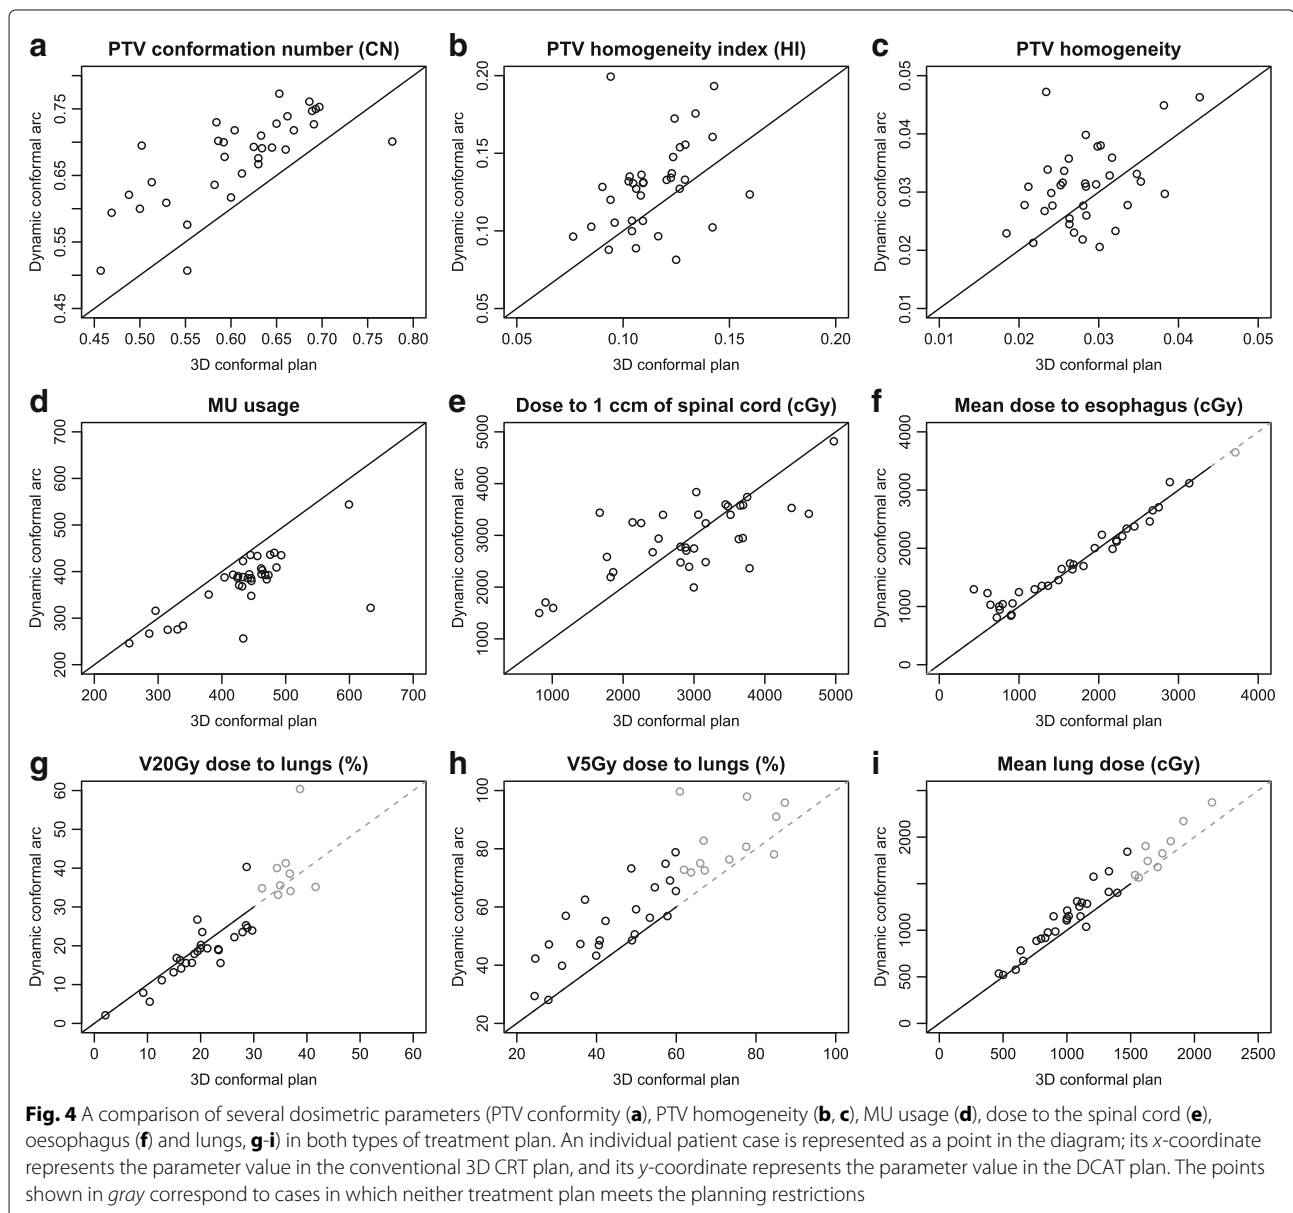 a PTV conformation number (CN)
Dynamic conformal arc
0.45 0.55 0.65 0.75
0.45 0.50 0.55 0.60 0.65 0.70 0.75 0.80
3D conformal plan
b PTV homogeneity index (HI)
Dynamic conformal arc
0.05 0.10 0.15 0.20
0.05 0.10 0.15 0.20
3D conformal plan
c PTV homogeneity
Dynamic conformal arc
0.01 0.02 0.03 0.04 0.05
0.01 0.02 0.03 0.04 0.05
3D conformal plan
d MU usage
Dynamic conformal arc
200 300 400 500 600 700
200 300 400 500 600 700
3D conformal plan
e Dose to 1 ccm of spinal cord (cGy)
Dynamic conformal arc
1000 2000 3000 4000 5000
1000 2000 3000 4000 5000
3D conformal plan
f Mean dose to esophagus (cGy)
Dynamic conformal arc
0 1000 2000 3000 4000
0 1000 2000 3000 4000
3D conformal plan
g V20Gy dose to lungs (%)
Dynamic conformal arc
0 10 20 30 40 50 60
0 10 20 30 40 50 60
3D conformal plan
h V5Gy dose to lungs (%)
Dynamic conformal arc
20 40 60 80 100
20 40 60 80 100
3D conformal plan
i Mean lung dose (cGy)
Dynamic conformal arc
0 500 1000 2000
0 500 1000 1500 2000 2500
3D conformal plan
Fig. 4 A comparison of several dosimetric parameters (PTV conformity (a), PTV homogeneity (b, c), MU usage (d), dose to the spinal cord (e),
oesophagus (f) and lungs, g-i) in both types of treatment plan. An individual patient case is represented as a point in the diagram; its x-coordinate
represents the parameter value in the conventional 3D CRT plan, and its y-coordinate represents the parameter value in the DCAT plan. The points
shown in gray correspond to cases in which neither treatment plan meets the planning restrictions